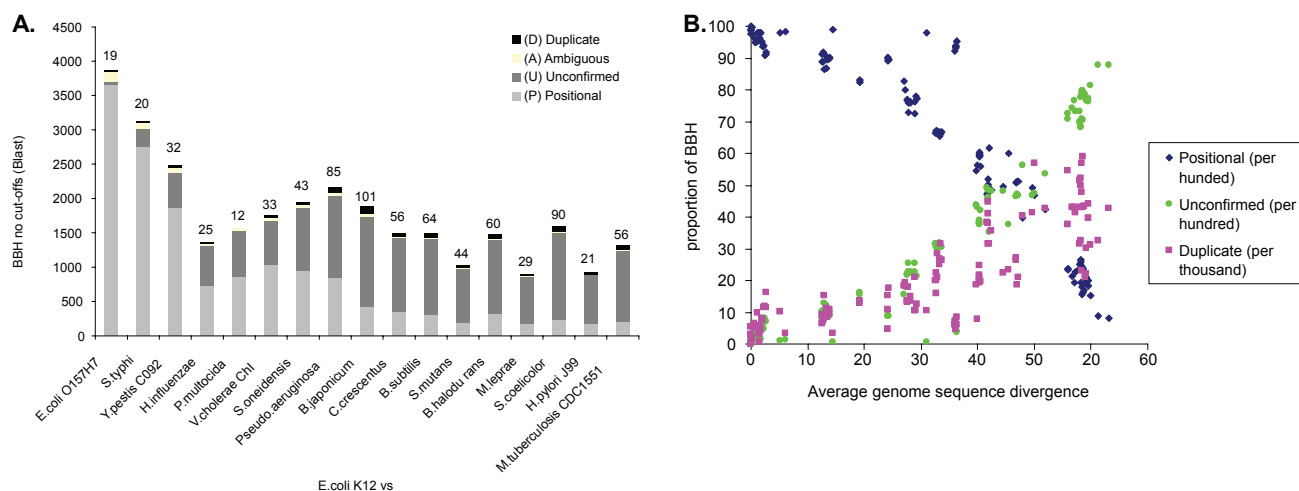 A.
BBH no cut-offs (Blast)
4500
4000
3500
3000
2500
2000
1500
1000
500
0
19
20
32
25
12
33
43
85
101
56
64
44
60
29
90
21
56
(D) Duplicate
(A) Ambiguous
(U) Unconfirmed
(P) Positional
E.coli O157H7
S.typhi
Y.pestis C092
H.influenzae
P.multocida
V.cholerae Chl
S.oneidensis
Pseudo.aeruginosa
B.japonicum
C.crescentus
B.subtilis
S.mutans
B.halodu rans
M.leprae
S.coelicolor
H.pylori J99
M.tuberculosis CDC1551
E.coli K12 vs
B.
proportion of BBH
100
90
80
70
60
50
40
30
20
10
0
0
10
20
30
40
50
20
60
Average genome sequence divergence
Positional (per
hunded)
Unconfirmed (per
hundred)
Duplicate (per
thousand)